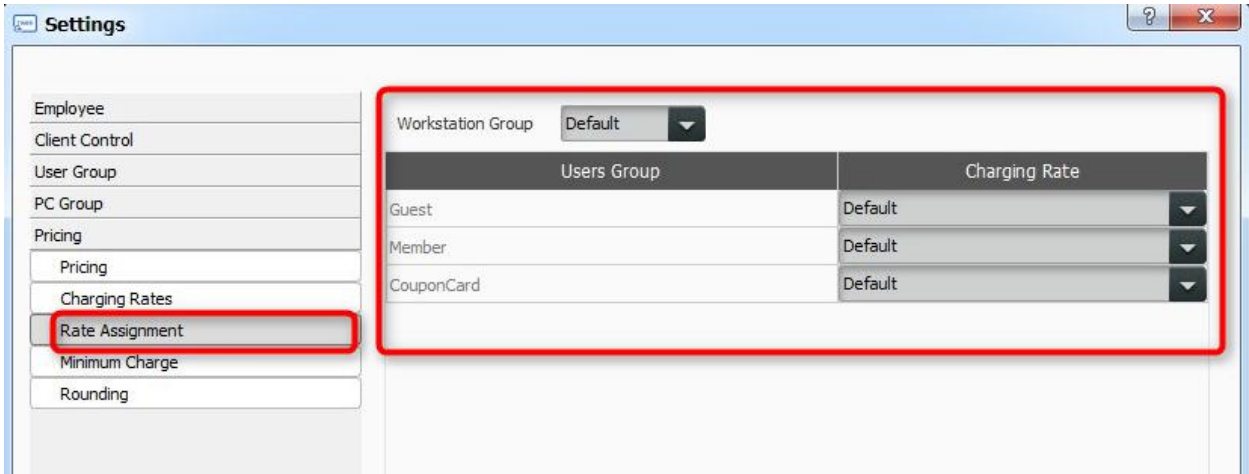 Settings
Employee
Client Control
User Group
PC Group
Pricing
Pricing
Charging Rates
Rate Assignment
Minimum Charge
Rounding
Workstation Group Default
Users Group Charging Rate
Guest Default
Member Default
CouponCard Default